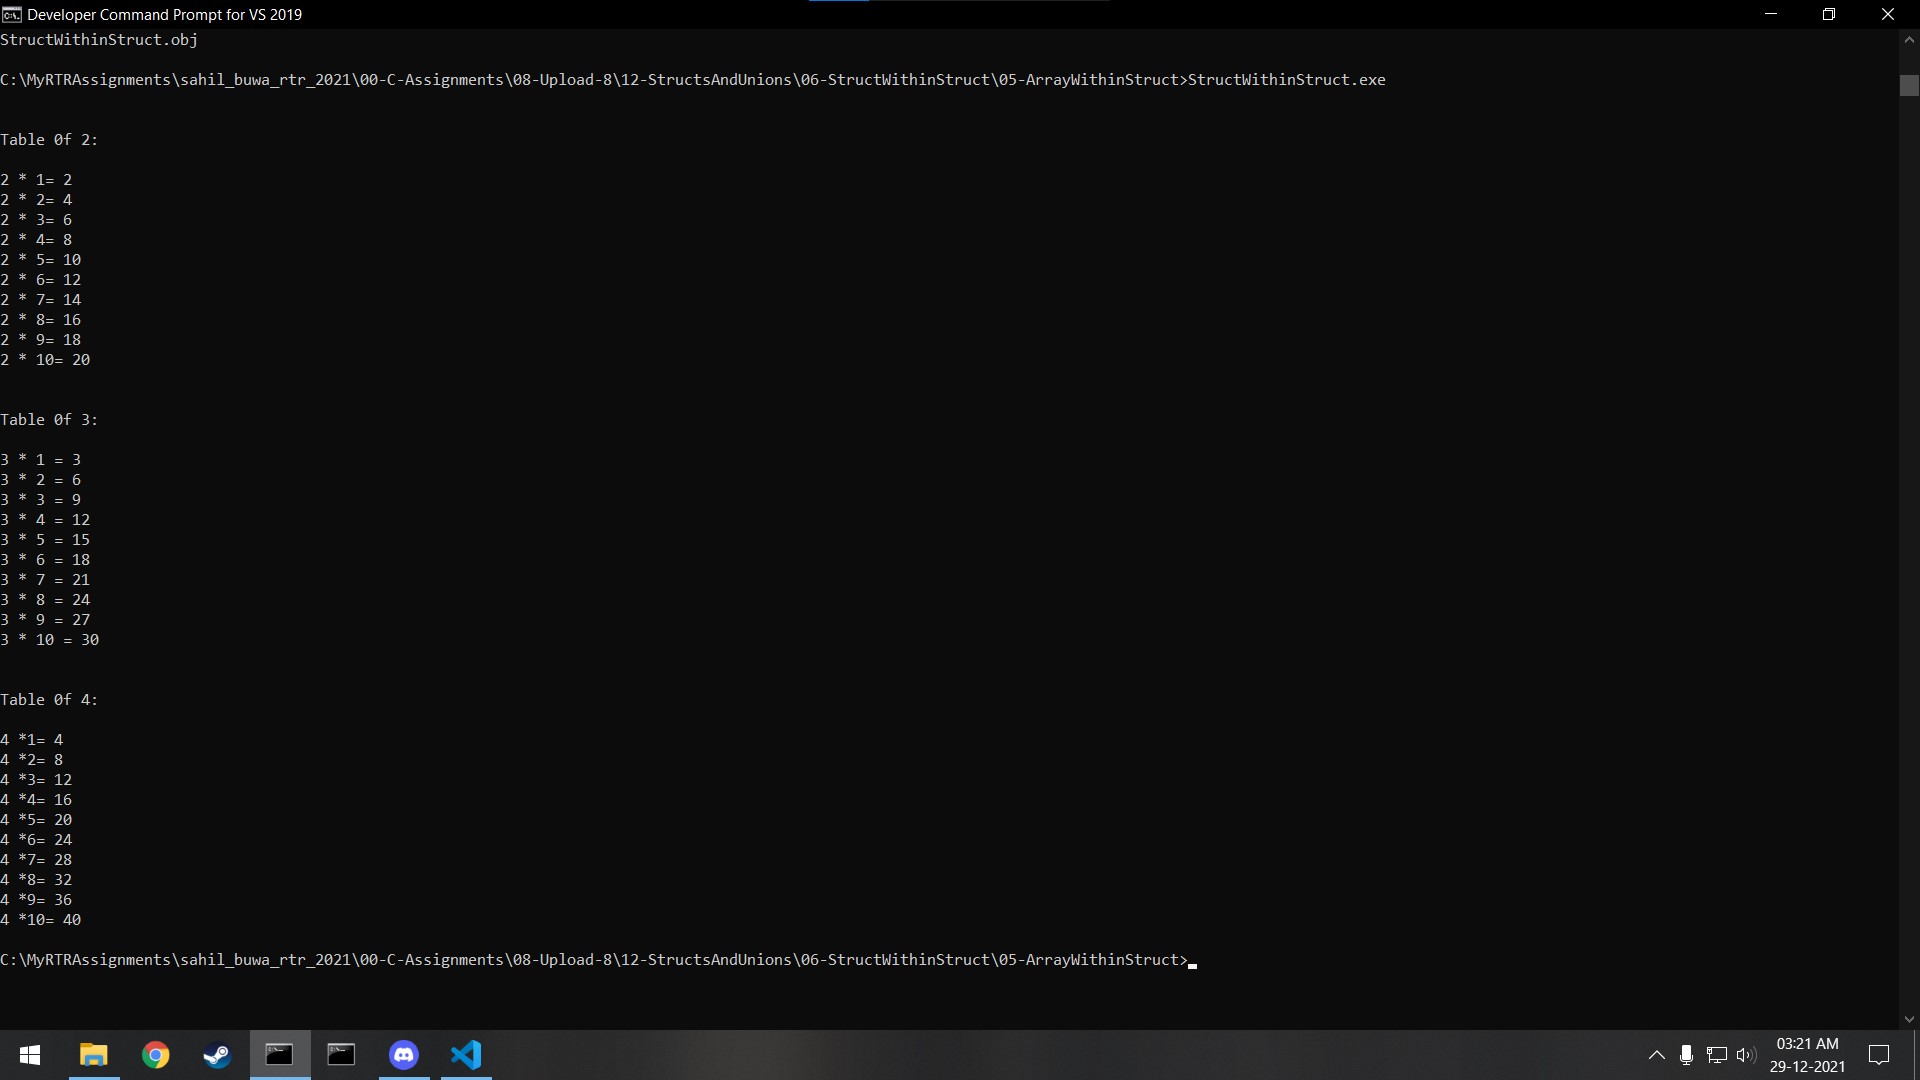 Developer Command Prompt for VS 2019
StructWithinStruct.obj
C:\MyRTRAssignments\sahil_buwa_rtr_2021\00-C-Assignments\08-Upload-8\12-StructsAndUnions\06-StructWithinStruct\05-ArrayWithinStruct>StructWithinStruct.exe
Table 0f 2:
2 * 1= 2
2 * 2= 4
2 * 3= 6
2 * 4= 8
2 * 5= 10
2 * 6= 12
2 * 7= 14
2 * 8= 16
2 * 9= 18
2 * 10= 20
Table 0f 3:
3 * 1 = 3
3 * 2 = 6
3 * 3 = 9
3 * 4 = 12
3 * 5 = 15
3 * 6 = 18
3 * 7 = 21
3 * 8 = 24
3 * 9 = 27
3 * 10 = 30
Table 0f 4:
4 *1= 4
4 *2= 8
4 *3= 12
4 *4= 16
4 *5= 20
4 *6= 24
4 *7= 28
4 *8= 32
4 *9= 36
4 *10= 40
C:\MyRTRAssignments\sahil_buwa_rtr_2021\00-C-Assignments\08-Upload-8\12-StructsAndUnions\06-StructWithinStruct\05-ArrayWithinStruct>
03:21 AM
29-12-2021